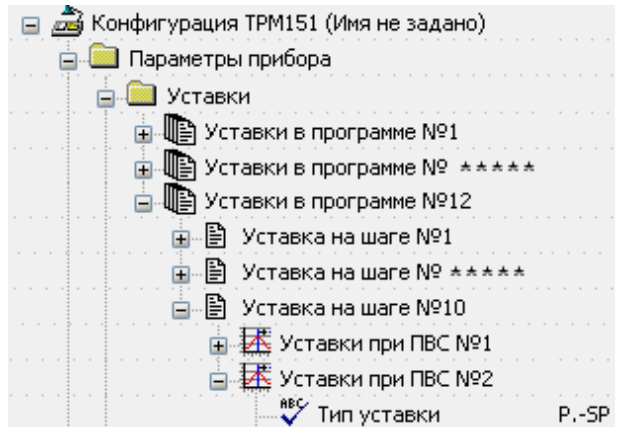 Конфигурация ТРМ151 (Имя не задано)
Параметры прибора
Уставки
Уставки в программе №1
Уставки в программе № *****
Уставки в программе №12
Уставка на шаге №1
Уставка на шаге № *****
Уставка на шаге №10
Уставки при ПВС №1
Уставки при ПВС №2
ABC Тип уставки P.-SP